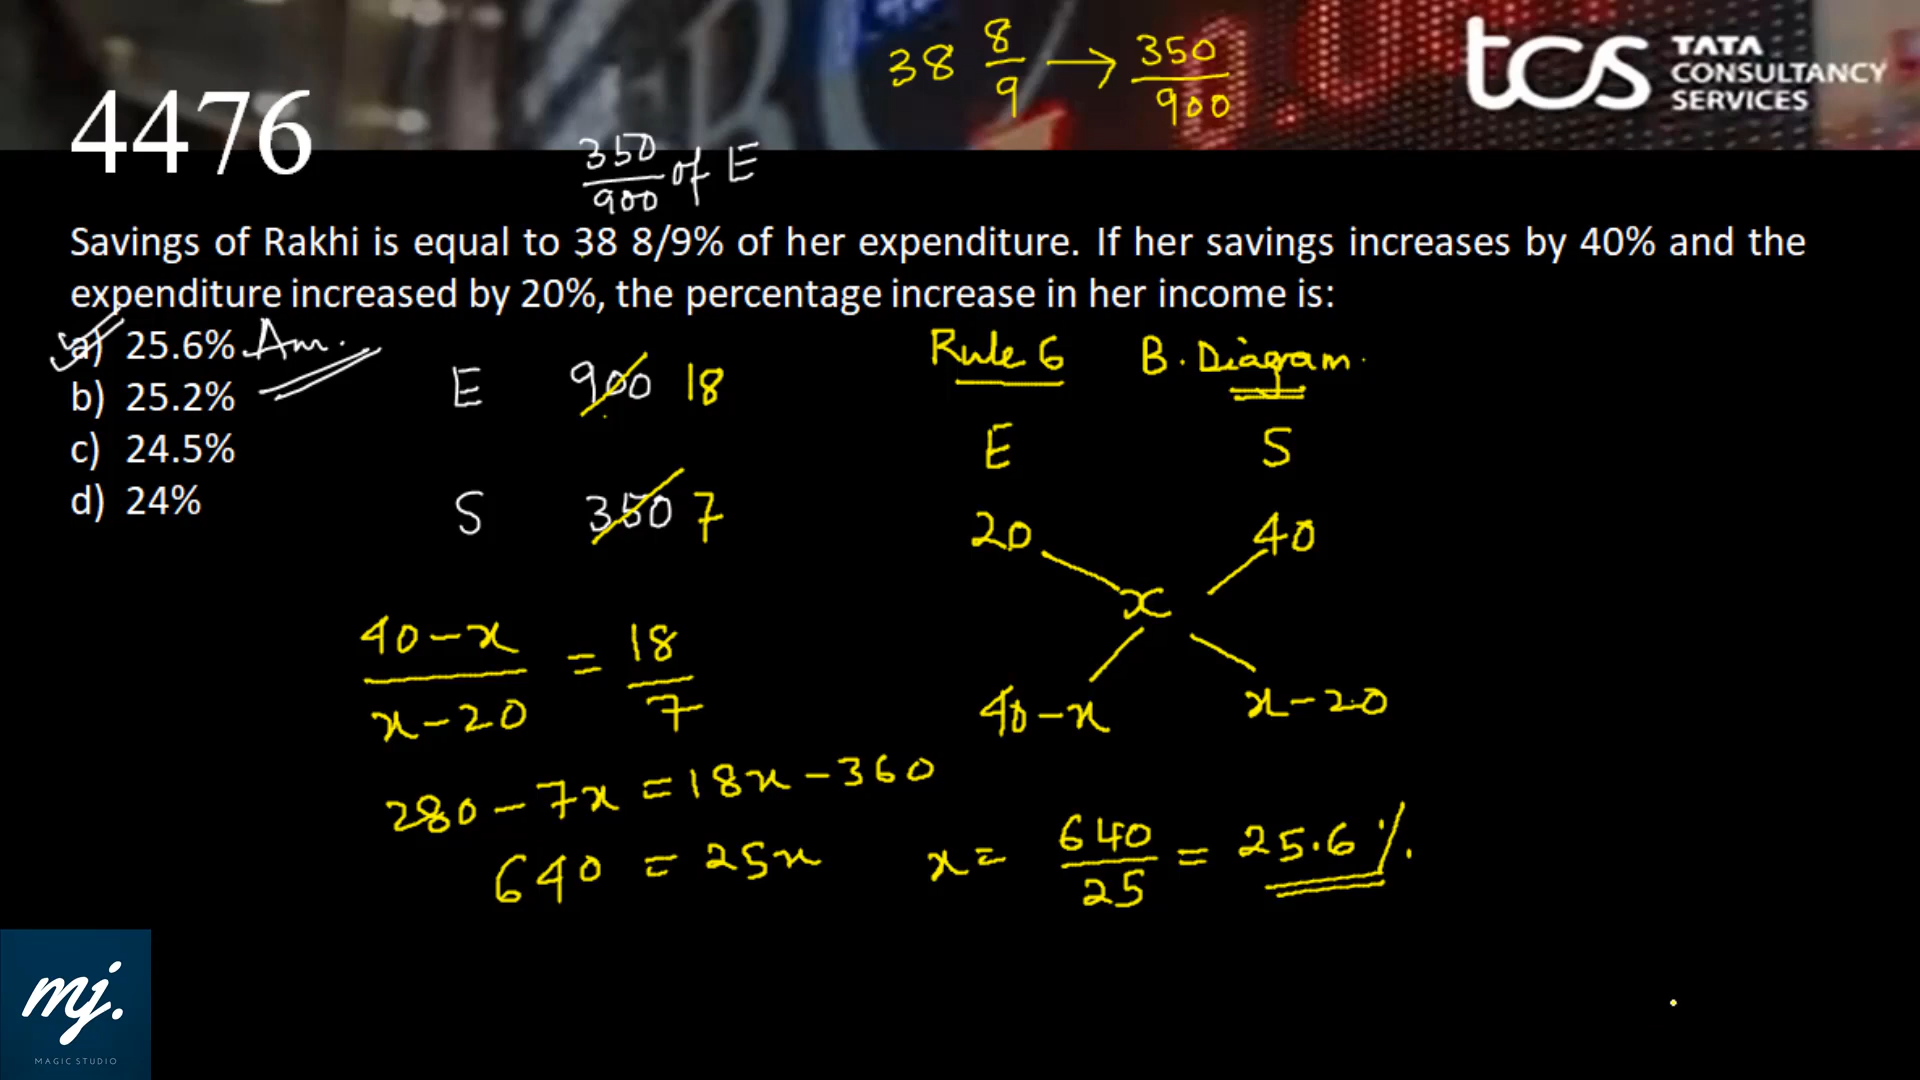 38 8/9 → 350/900
tcs TATA
CONSULTANCY
SERVICES
4476
350/900 of E
Savings of Rakhi is equal to 38 8/9% of her expenditure. If her savings increases by 40% and the
expenditure increased by 20%, the percentage increase in her income is:
a) 25.6% Ans.
b) 25.2%
c) 24.5%
d) 24%
E 900 18
S 350 7
Rule 6 B. Diagram.
E S
20 40
x
40-x x-20
40-x/x-20 = 18/7
280-7x = 18x-360
640 = 25x x = 640/25 = 25.6%
mj.
MAGIC STUDIO